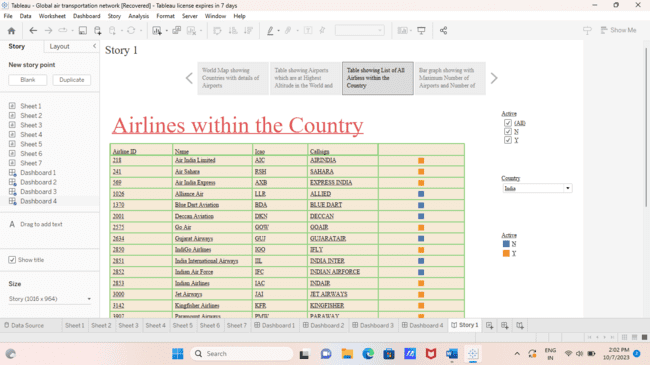 Tableau - Global air transportation network [Recovered] - Tableau license expires in 7 days
File Data Worksheet Dashboard Story Analysis Format Server Window Help
Show Me
Story Layout
New story point
Blank Duplicate
Sheet 1
Sheet 2
Sheet 3
Sheet 4
Sheet 5
Sheet 6
Sheet 7
Dashboard 1
Dashboard 2
Dashboard 3
Dashboard 4
A Drag to add text
Show title
Size
Story (1016 x 964)
Story 1
World Map showing
Countries with details of
Airports
Table showing Airports
which are at Highest
Altitude in the World and
Table showing List of All
Airlines within the
Country
Bar graph showing with
Maximum Number of
Airports and Number of
Airlines within the Country
Airline ID Name Icao Callsign
218 Air India Limited AIC AIRINDIA
241 Air Sahara RSH SAHARA
569 Air India Express AXB EXPRESS INDIA
1026 Alliance Air LLR ALLIED
1370 Blue Dart Aviation BDA BLUE DART
2001 Deccan Aviation DKN DECCAN
2575 Go Air GOW GOAIR
2634 Gujarat Airways GUJ GUJARATAIR
2850 IndiGo Airlines IGO IFLY
2851 India International Airways IIL INDIA INTER
2852 Indian Air Force IFC INDIAN AIRFORCE
2853 Indian Airlines IAC INDAIR
3000 Jet Airways JAI JET AIRWAYS
3142 Kingfisher Airlines KFR KINGFISHER
3907 Paramount Airways PMW PARAWAY
Active
(All)
N
Y
Country
India
Active
N
Y
Data Source Sheet 1 Sheet 2 Sheet 3 Sheet 4 Sheet 5 Sheet 6 Sheet 7 Dashboard 1 Dashboard 2 Dashboard 3 Dashboard 4 Story 1
Search
ENG
IN
2:02 PM
10/7/2023
2